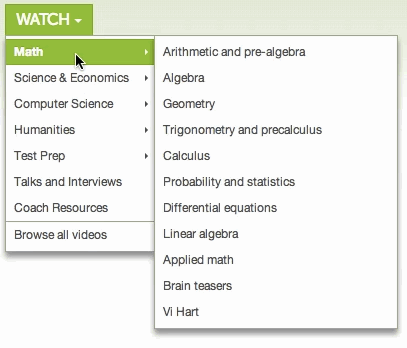 WATCH
Math
Science & Economics
Computer Science
Humanities
Test Prep
Talks and Interviews
Coach Resources
Browse all videos
Arithmetic and pre-algebra
Algebra
Geometry
Trigonometry and precalculus
Calculus
Probability and statistics
Differential equations
Linear algebra
Applied math
Brain teasers
Vi Hart